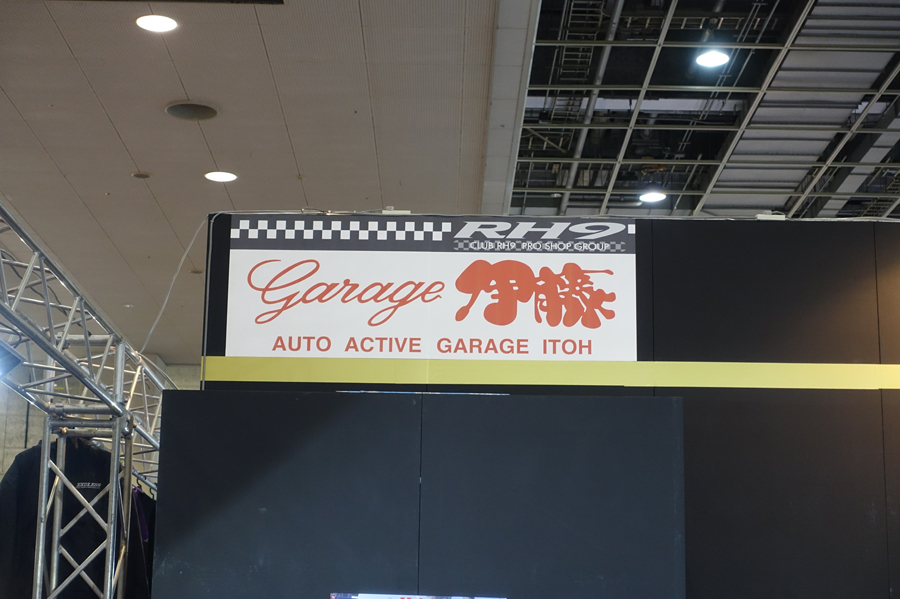 RH9
CLUB RH9 PRO SHOP GROUP
Garage 伊藤
AUTO ACTIVE GARAGE ITOH